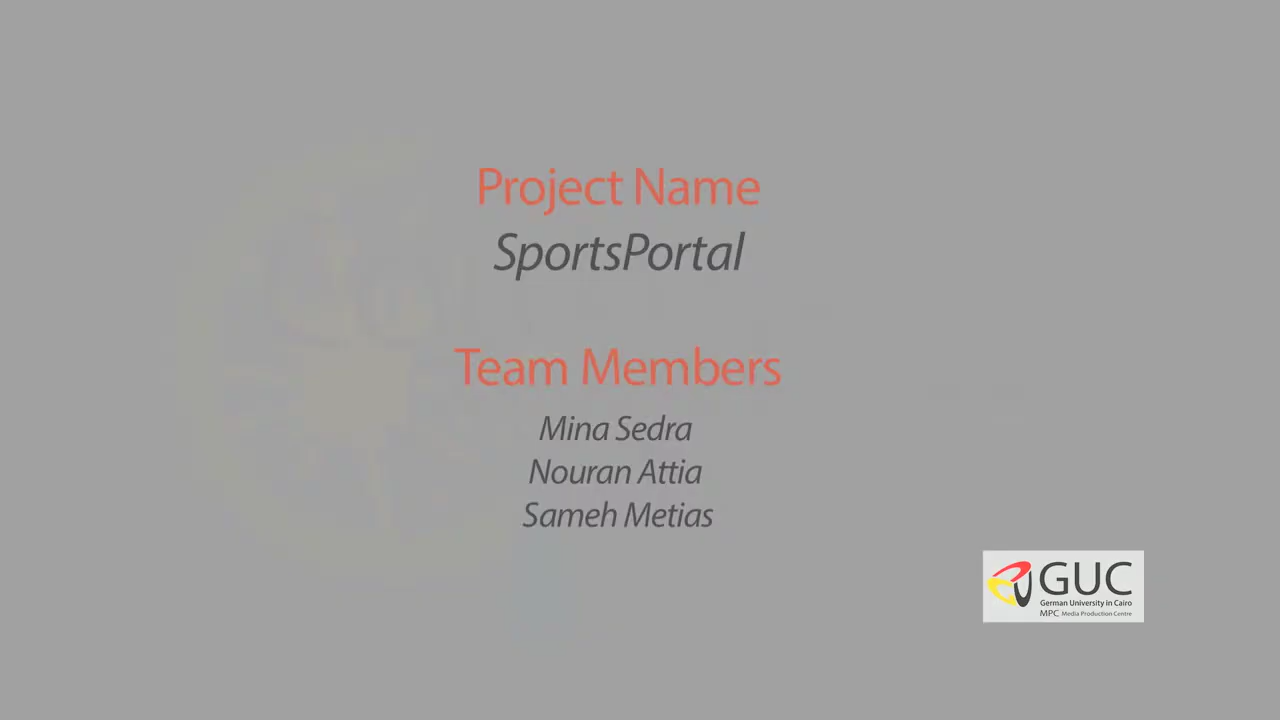 Project Name
SportsPortal
Team Members
Mina Sedra
Nouran Attia
Sameh Metias
GUC
German University in Cairo
MPC Media Production Centre